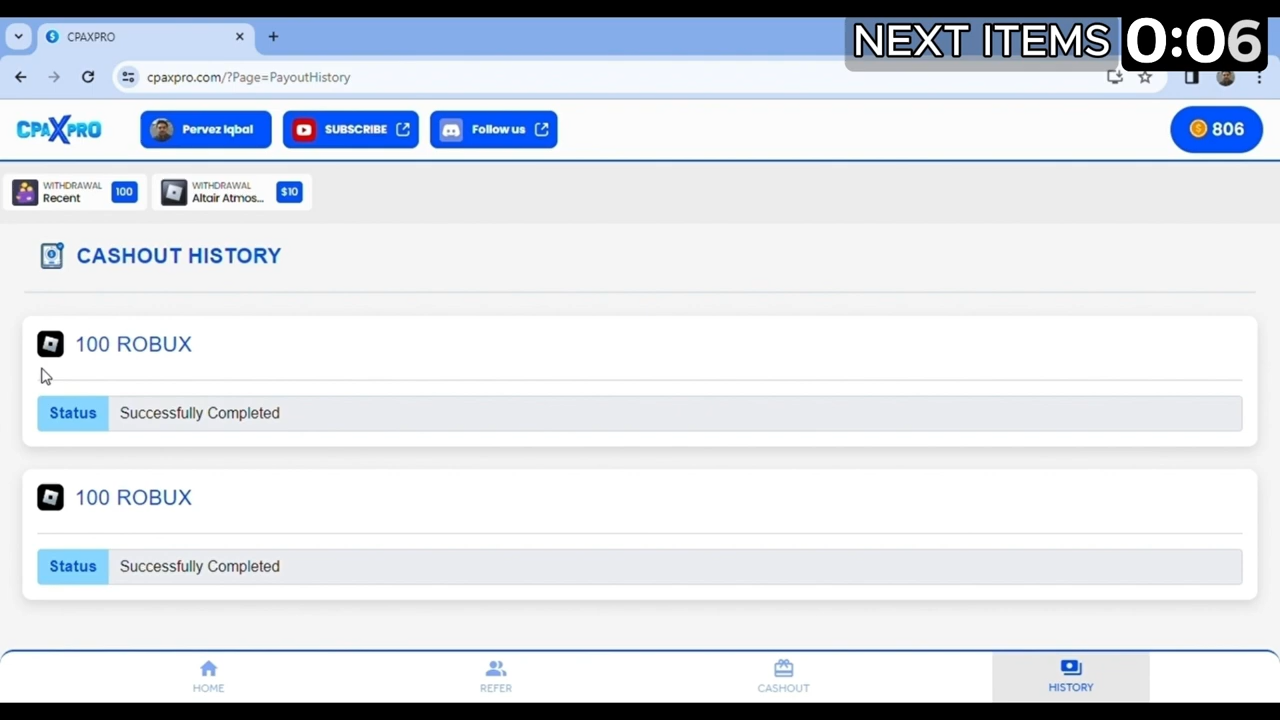 CPAXPRO
NEXT ITEMS 0:06
cpaxpro.com/?Page=PayoutHistory
CPAXPRO
Pervez Iqbal
SUBSCRIBE
Follow us
806
WITHDRAWAL
Recent
100
WITHDRAWAL
Altair Atmos...
$10
CASHOUT HISTORY
100 ROBUX
Status Successfully Completed
100 ROBUX
Status Successfully Completed
HOME
REFER
CASHOUT
HISTORY